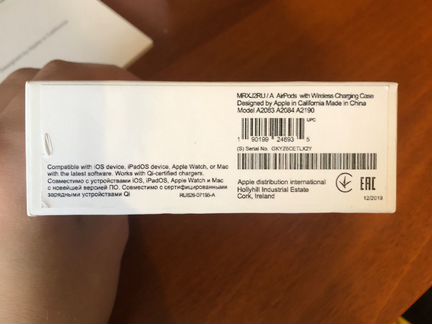 MRXJ2RU / A AirPods with Wireless Charging Case
Designed by Apple in California Made in China
Model A2083 A2084 A2190
UPC
1 90199 24693 5
(S) Serial No.
Compatible with iOS device, iPadOS device, Apple Watch, or Mac
with the latest software. Works with Qi-certified chargers.
Совместимо с устройствами iOS, iPadOS, Apple Watch и Mac
с новейшей версией ПО. Совместимо с сертифицированными
зарядными устройствами Qi
Apple distribution international
Hollyhill Industrial Estate
Cork, Ireland
EAC
12/2019